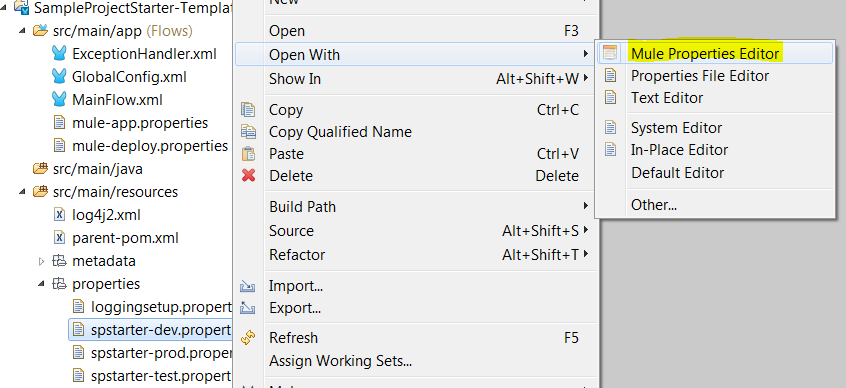 SampleProjectStarter-Templat
src/main/app (Flows)
ExceptionHandler.xml
GlobalConfig.xml
MainFlow.xml
mule-app.properties
mule-deploy.properties
src/main/java
src/main/resources
log4j2.xml
parent-pom.xml
metadata
properties
loggingsetup.propert
spstarter-dev.propert
spstarter-prod.proper
spstarter-test.propert
New
Open F3
Open With
Show In Alt+Shift+W
Copy Ctrl+C
Copy Qualified Name
Paste Ctrl+V
Delete Delete
Build Path
Source Alt+Shift+S
Refactor Alt+Shift+T
Import...
Export...
Refresh F5
Assign Working Sets...
Mule Properties Editor
Properties File Editor
Text Editor
System Editor
In-Place Editor
Default Editor
Other...